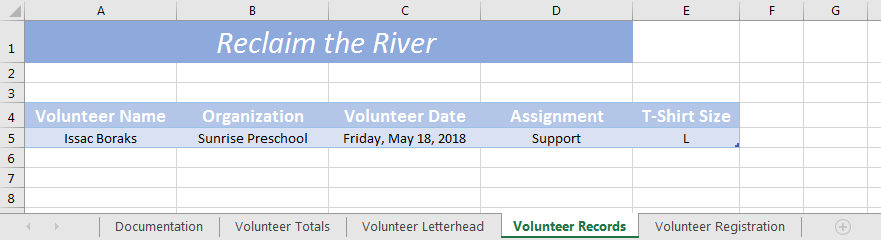 A B C D E F G
1 Reclaim the River
2
3
4 Volunteer Name Organization Volunteer Date Assignment T-Shirt Size
5 Issac Boraks Sunrise Preschool Friday, May 18, 2018 Support L
6
7
8
Documentation Volunteer Totals Volunteer Letterhead Volunteer Records Volunteer Registration